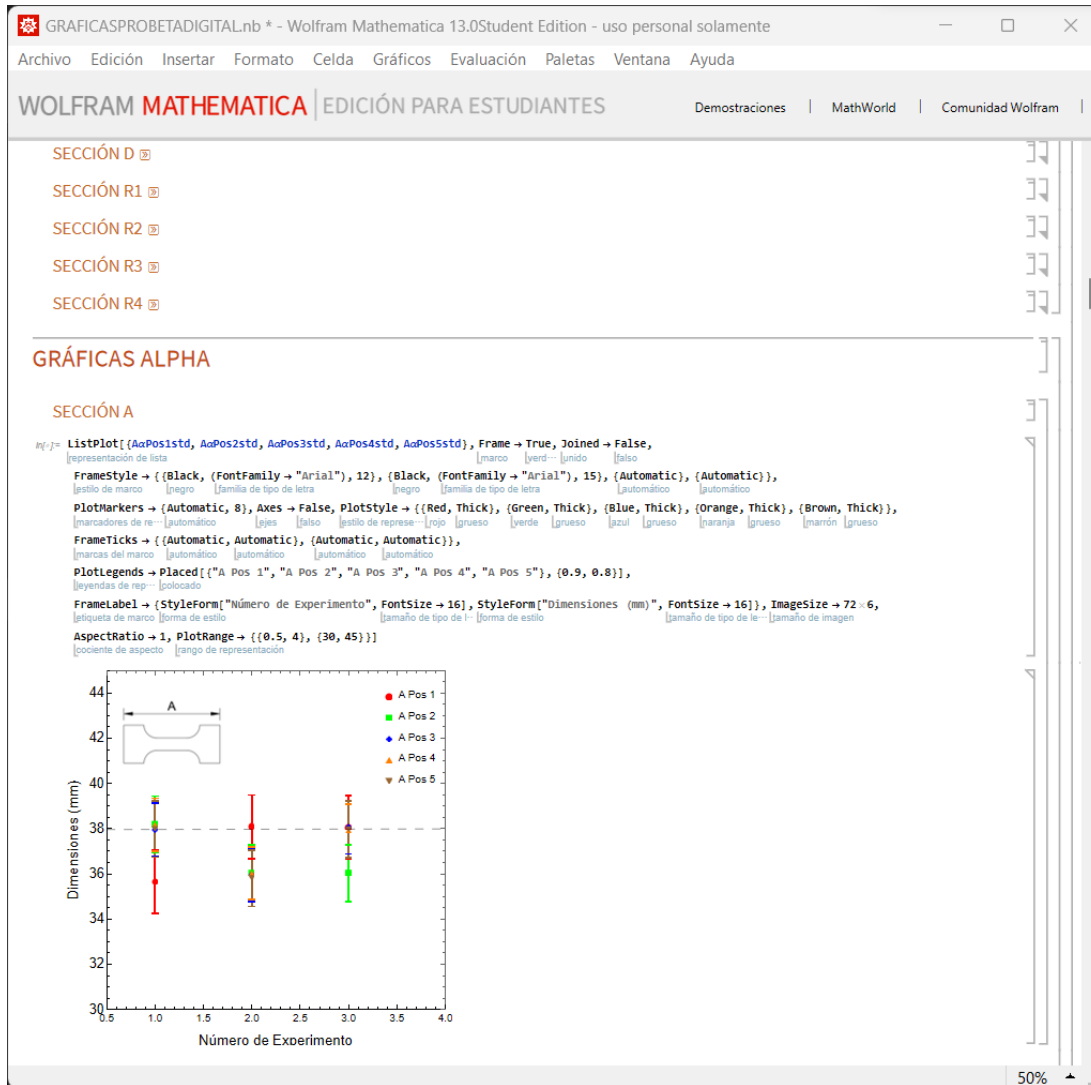 GRAFICASPROBETADIGITAL.nb * - Wolfram Mathematica 13.0Student Edition - uso personal solamente
Archivo Edición Insertar Formato Celda Gráficos Evaluación Paletas Ventana Ayuda
WOLFRAM MATHEMATICA | EDICIÓN PARA ESTUDIANTES Demostraciones | MathWorld | Comunidad Wolfram |
SECCIÓN D
SECCIÓN R1
SECCIÓN R2
SECCIÓN R3
SECCIÓN R4
GRÁFICAS ALPHA
SECCIÓN A
In[•]:= ListPlot[{AαPos1std, AαPos2std, AαPos3std, AαPos4std, AαPos5std}, Frame → True, Joined → False,
representación de lista marco verd⋯ unido falso
FrameStyle → {{Black, (FontFamily → "Arial"), 12}, {Black, (FontFamily → "Arial"), 15}, {Automatic}, {Automatic}},
estilo de marco negro familia de tipo de letra negro familia de tipo de letra automático automático
PlotMarkers → {Automatic, 8}, Axes → False, PlotStyle → {{Red, Thick}, {Green, Thick}, {Blue, Thick}, {Orange, Thick}, {Brown, Thick}},
marcadores de re⋯ automático ejes falso estilo de represe⋯ rojo grueso verde grueso azul grueso naranja grueso marrón grueso
FrameTicks → {{Automatic, Automatic}, {Automatic, Automatic}},
marcas del marco automático automático automático automático
PlotLegends → Placed[{"A Pos 1", "A Pos 2", "A Pos 3", "A Pos 4", "A Pos 5"}, {0.9, 0.8}],
leyendas de rep⋯ colocado
FrameLabel → {StyleForm["Número de Experimento", FontSize → 16], StyleForm["Dimensiones (mm)", FontSize → 16]}, ImageSize → 72×6,
etiqueta de marco forma de estilo tamaño de tipo de l⋯ forma de estilo tamaño de tipo de le⋯ tamaño de imagen
AspectRatio → 1, PlotRange → {{0.5, 4}, {30, 45}}]
cociente de aspecto rango de representación
44
42
40
38
36
34
32
30
Dimensiones (mm)
A
A Pos 1
A Pos 2
A Pos 3
A Pos 4
A Pos 5
0.5 1.0 1.5 2.0 2.5 3.0 3.5 4.0
Número de Experimento
50%